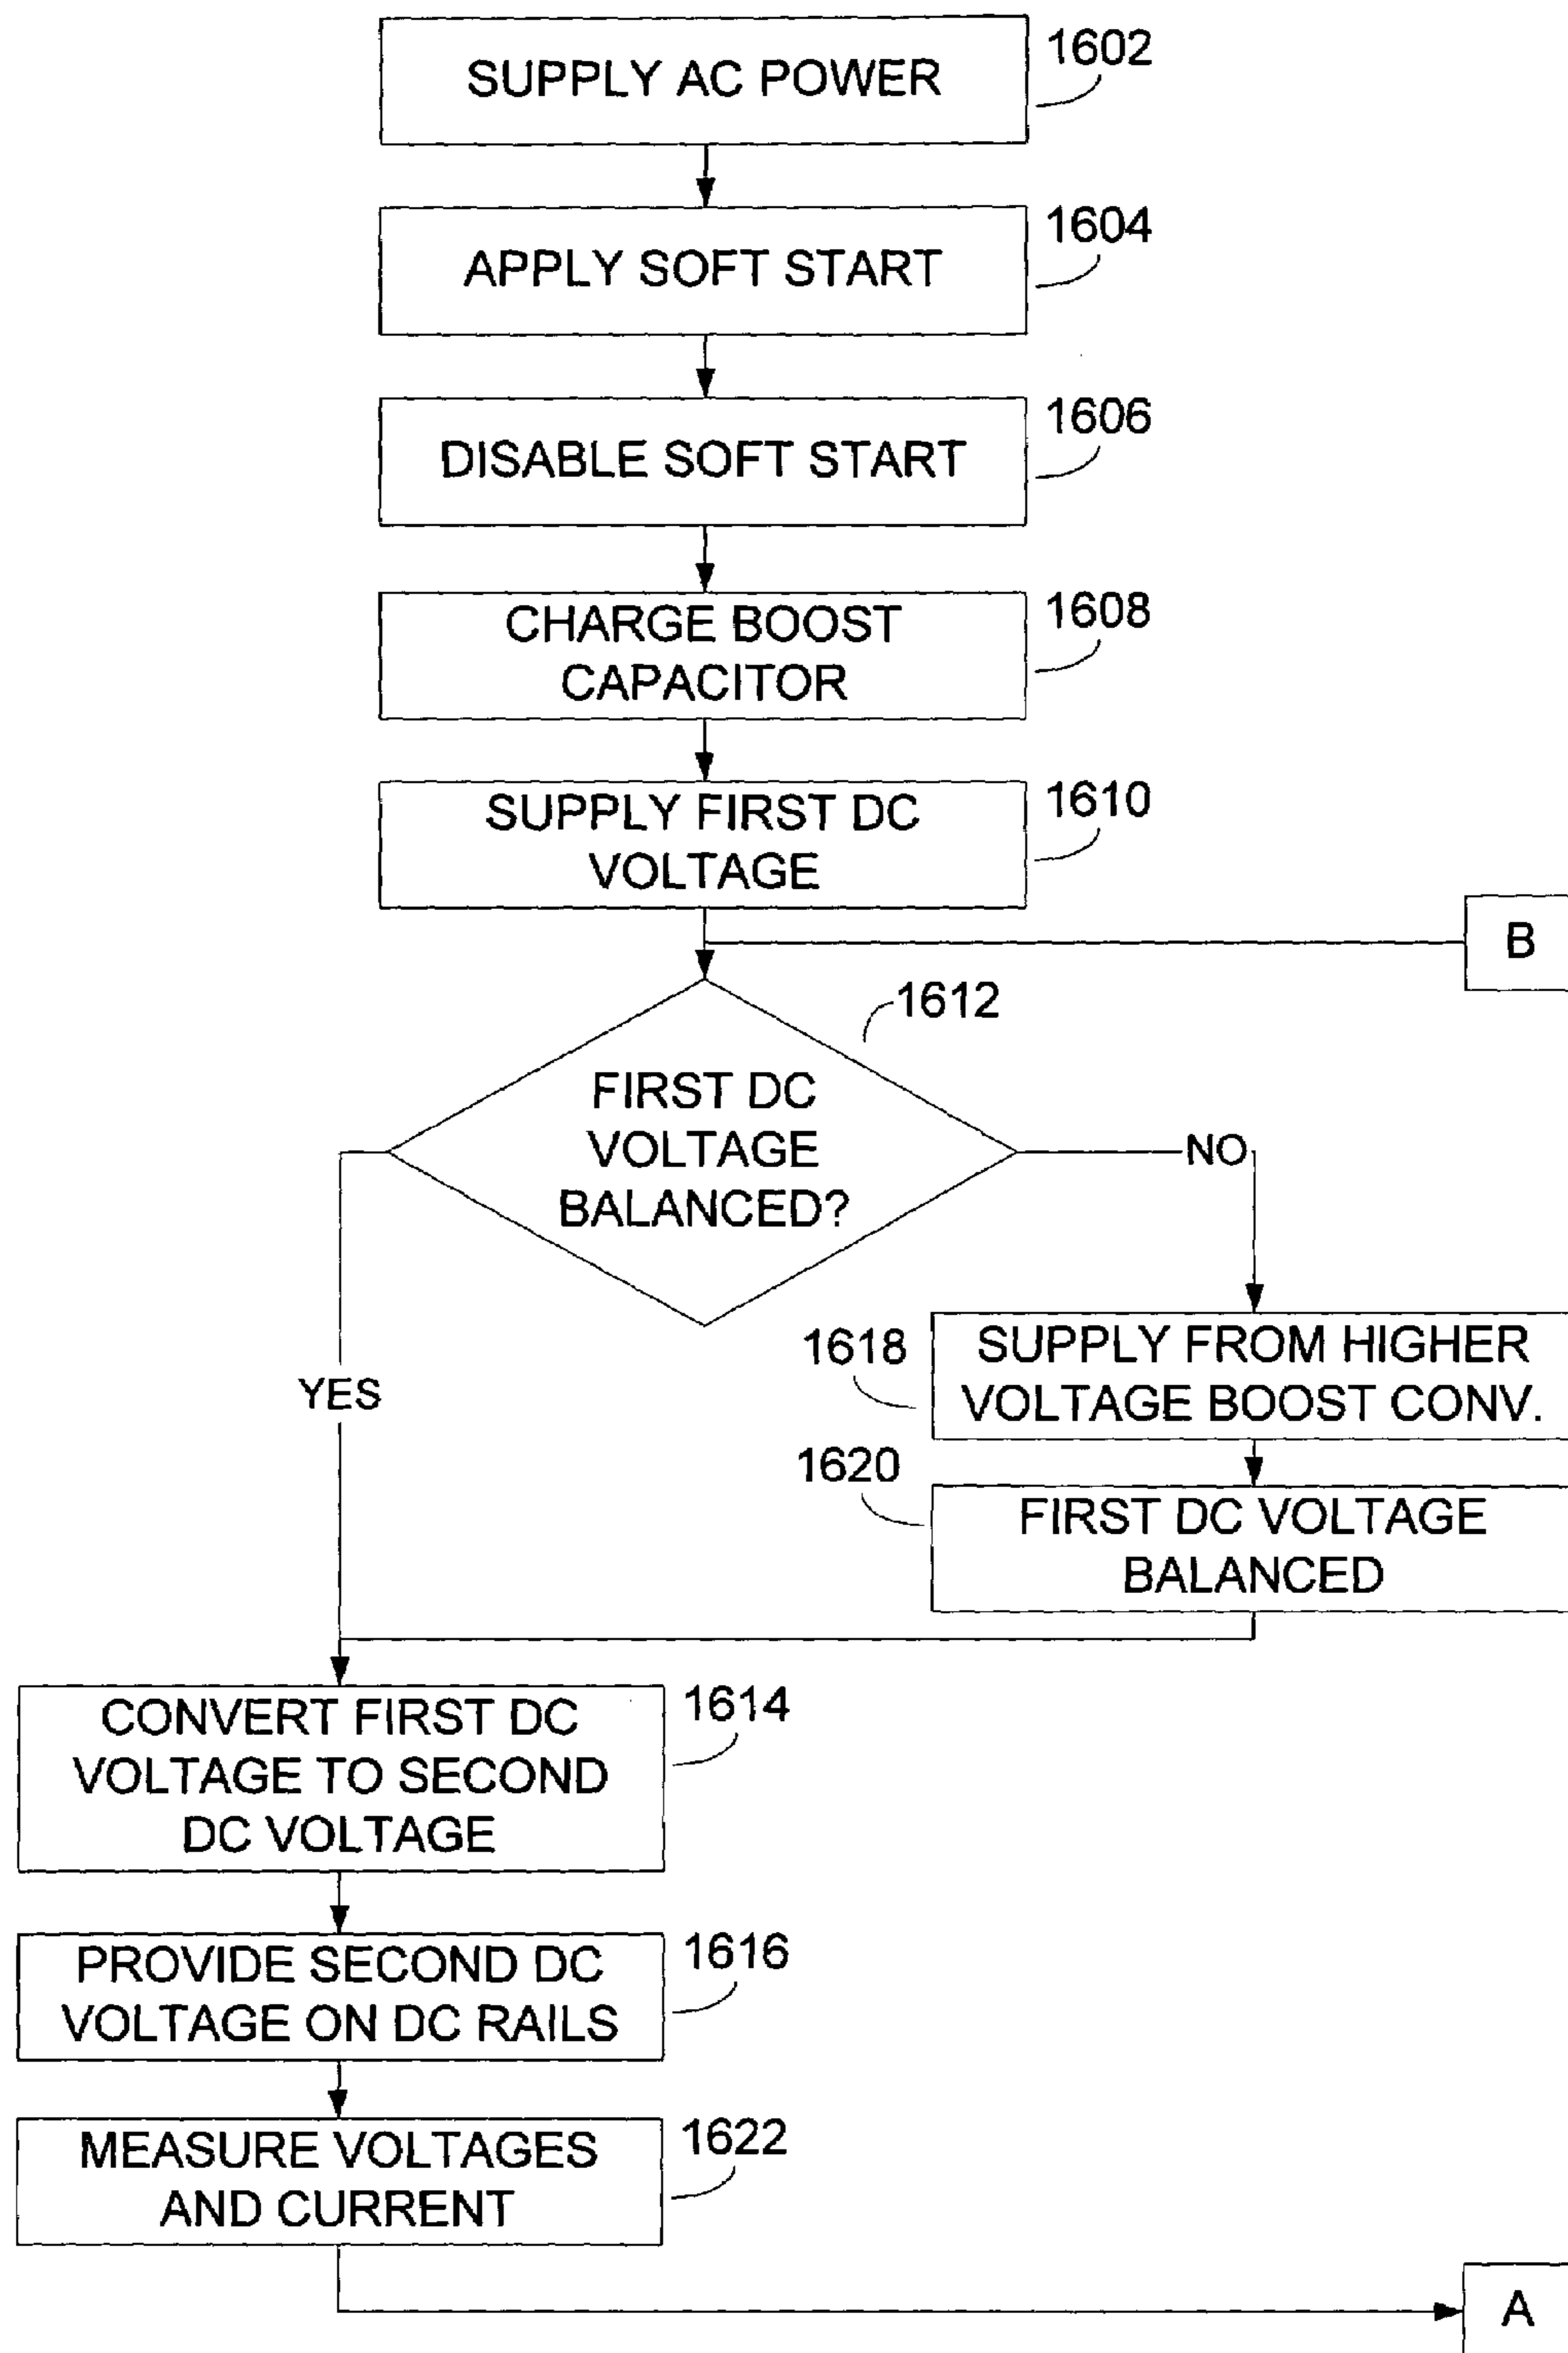 SUPPLY AC POWER
1602
APPLY SOFT START
1604
DISABLE SOFT START
1606
CHARGE BOOST
CAPACITOR
1608
SUPPLY FIRST DC
VOLTAGE
1610
B
1612
FIRST DC
VOLTAGE
BALANCED?
NO
YES
1618
SUPPLY FROM HIGHER
VOLTAGE BOOST CONV.
1620
FIRST DC VOLTAGE
BALANCED
CONVERT FIRST DC
VOLTAGE TO SECOND
DC VOLTAGE
1614
PROVIDE SECOND DC
VOLTAGE ON DC RAILS
1616
MEASURE VOLTAGES
AND CURRENT
1622
A